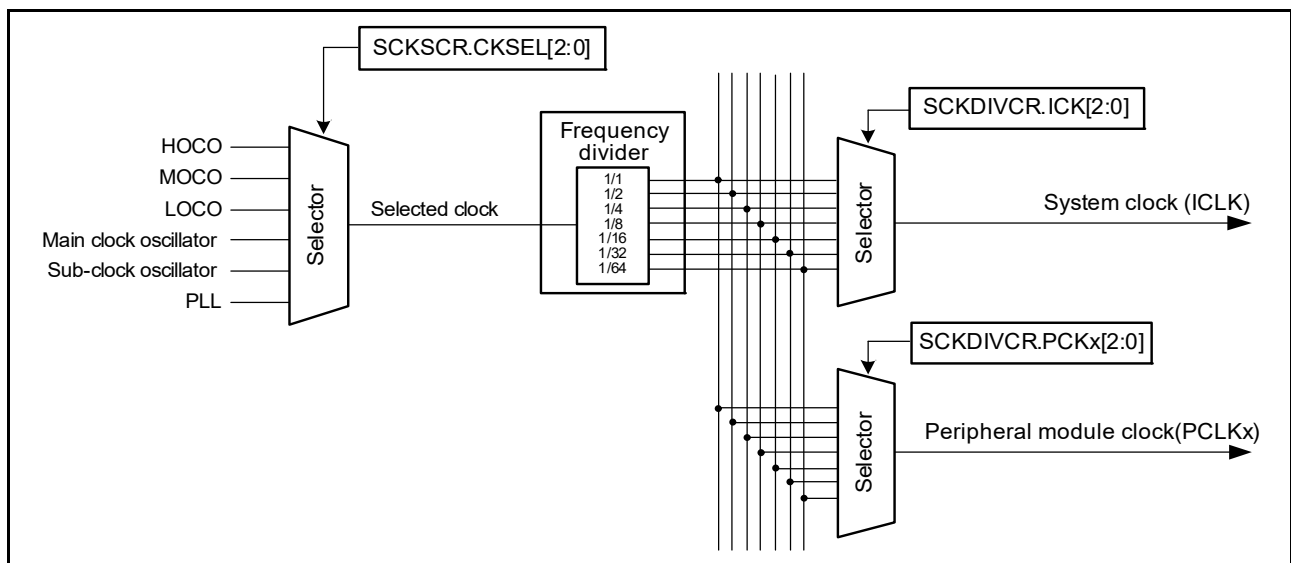 SCKSCR.CKSEL[2:0]
HOCO
MOCO
LOCO
Main clock oscillator
Sub-clock oscillator
PLL
Selector
Selected clock
Frequency
divider
1/1
1/2
1/4
1/8
1/16
1/32
1/64
SCKDIVCR.ICK[2:0]
Selector
System clock (ICLK)
SCKDIVCR.PCKx[2:0]
Selector
Peripheral module clock(PCLKx)